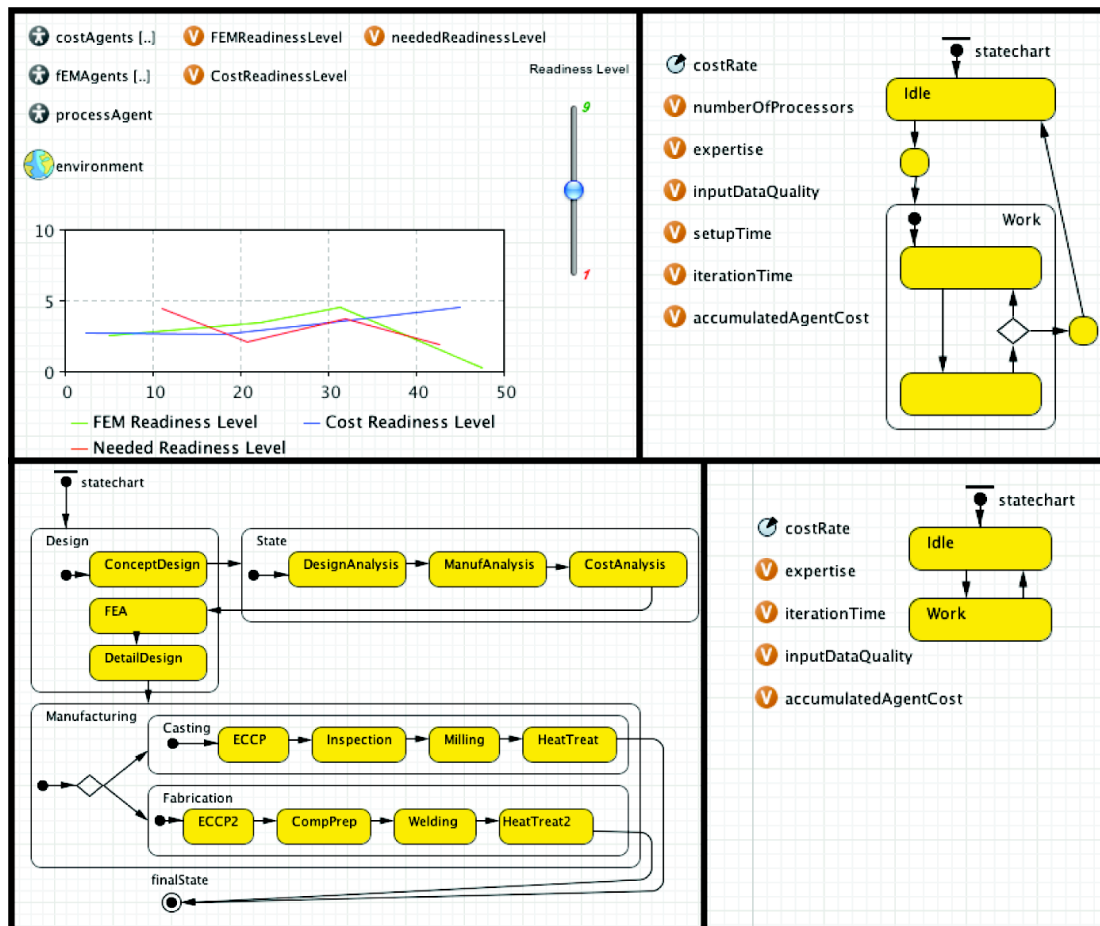 costAgents [..]
FEMReadinessLevel
neededReadinessLevel
fEMAgents [..]
CostReadinessLevel
Readiness Level
processAgent
9
environment
1
10
5
0
0 10 20 30 40 50
FEM Readiness Level
Cost Readiness Level
Needed Readiness Level
statechart
costRate
Idle
numberOfProcessors
expertise
inputDataQuality
Work
setupTime
iterationTime
accumulatedAgentCost
statechart
Design
State
ConceptDesign
DesignAnalysis
ManufAnalysis
CostAnalysis
FEA
DetailDesign
Manufacturing
Casting
ECCP
Inspection
Milling
HeatTreat
Fabrication
ECCP2
CompPrep
Welding
HeatTreat2
finalState
statechart
costRate
Idle
expertise
iterationTime
Work
inputDataQuality
accumulatedAgentCost